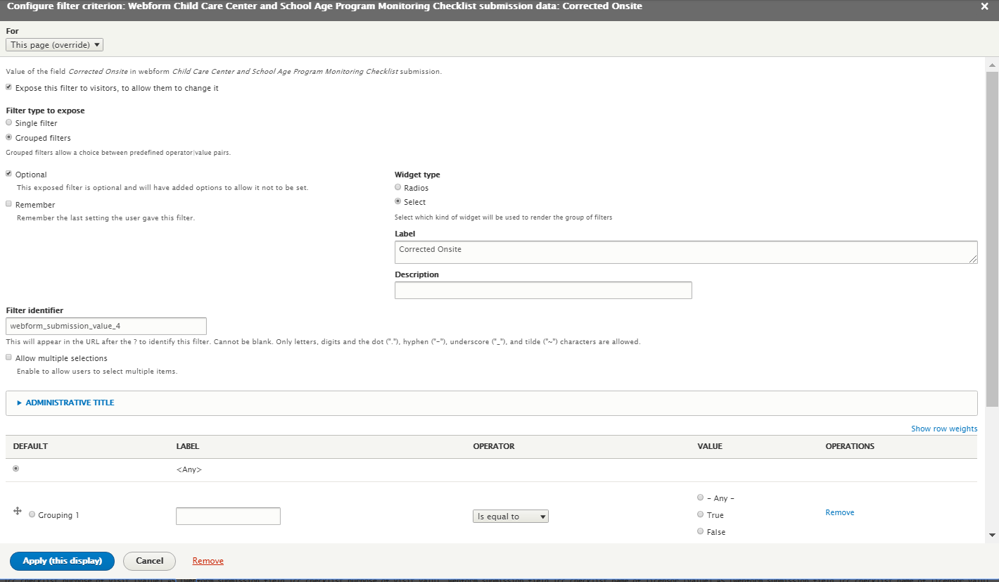 Configure filter criterion: Webform Child Care Center and School Age Program Monitoring Checklist submission data: Corrected Onsite
For
This page (override)
Value of the field Corrected Onsite in webform Child Care Center and School Age Program Monitoring Checklist submission.
Expose this filter to visitors, to allow them to change it
Filter type to expose
Single filter
Grouped filters
Grouped filters allow a choice between predefined operator|value pairs.
Optional
This exposed filter is optional and will have added options to allow it not to be set.
Remember
Remember the last setting the user gave this filter.
Widget type
Radios
Select
Select which kind of widget will be used to render the group of filters
Label
Corrected Onsite
Description
Filter identifier
webform_submission_value_4
This will appear in the URL after the ? to identify this filter. Cannot be blank. Only letters, digits and the dot ("."), hyphen ("-"), underscore ("_"), and tilde ("~") characters are allowed.
Allow multiple selections
Enable to allow users to select multiple items.
ADMINISTRATIVE TITLE
Show row weights
DEFAULT LABEL OPERATOR VALUE OPERATIONS
<Any>
Grouping 1
Is equal to
- Any -
True
False
Remove
Apply (this display) Cancel Remove